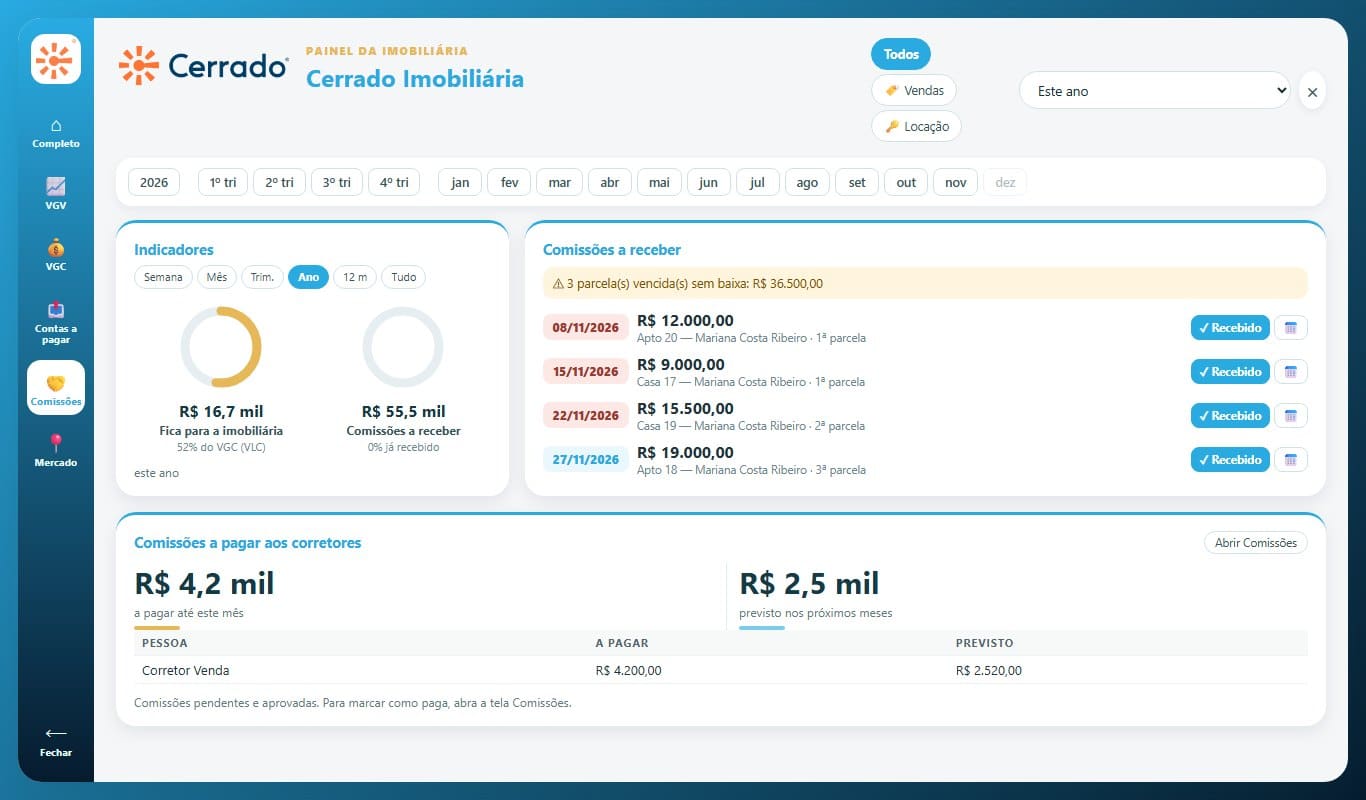 Completo
VGV
VGC
Contas a
pagar
Comissões
Mercado
Fechar
Cerrado
PAINEL DA IMOBILIÁRIA
Cerrado Imobiliária
Todos
Vendas
Locação
Este ano
2026 1º tri 2º tri 3º tri 4º tri jan fev mar abr mai jun jul ago set out nov dez
Indicadores
Semana Mês Trim. Ano 12 m Tudo
R$ 16,7 mil
Fica para a imobiliária
52% do VGC (VLC)
R$ 55,5 mil
Comissões a receber
0% já recebido
este ano
Comissões a receber
⚠ 3 parcela(s) vencida(s) sem baixa: R$ 36.500,00
08/11/2026 R$ 12.000,00 ✓ Recebido
Apto 20 — Mariana Costa Ribeiro · 1ª parcela
15/11/2026 R$ 9.000,00 ✓ Recebido
Casa 17 — Mariana Costa Ribeiro · 1ª parcela
22/11/2026 R$ 15.500,00 ✓ Recebido
Casa 19 — Mariana Costa Ribeiro · 2ª parcela
27/11/2026 R$ 19.000,00 ✓ Recebido
Apto 18 — Mariana Costa Ribeiro · 3ª parcela
Comissões a pagar aos corretores
Abrir Comissões
R$ 4,2 mil
a pagar até este mês
R$ 2,5 mil
previsto nos próximos meses
PESSOA A PAGAR PREVISTO
Corretor Venda R$ 4.200,00 R$ 2.520,00
Comissões pendentes e aprovadas. Para marcar como paga, abra a tela Comissões.